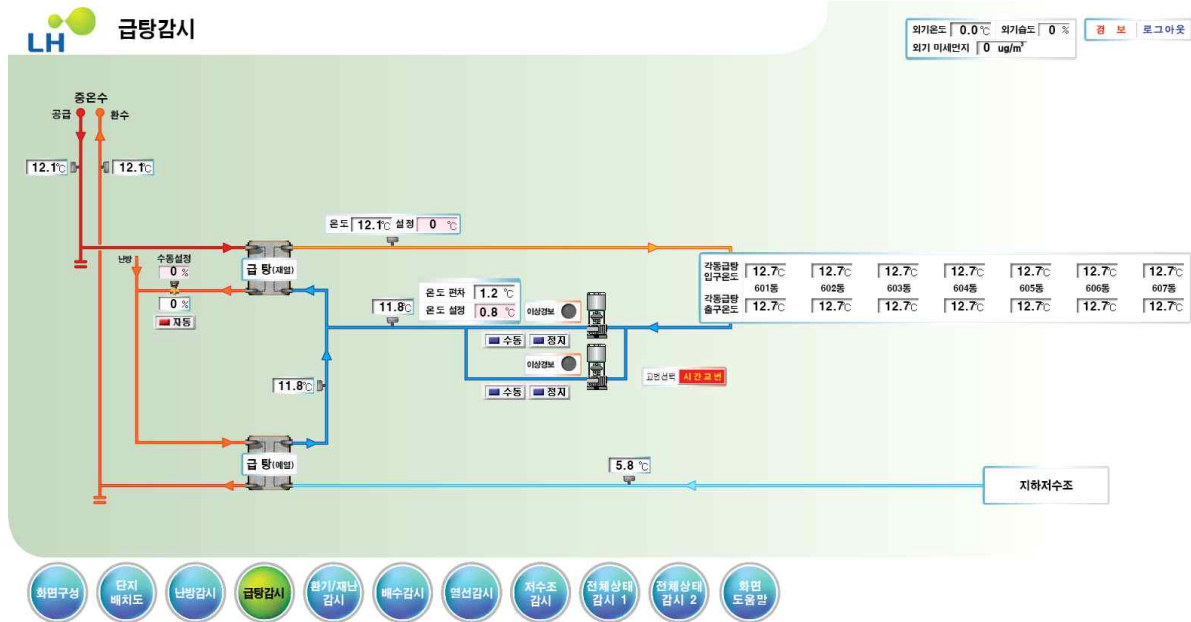 LH
급탕감시
외기온도 0.0℃ 외기습도 0 %
외기 미세먼지 0 ug/m³
경 보 로그아웃
중온수
공급 환수
12.1℃ 12.1℃
온도 12.1℃ 설정 0 ℃
난방 수동설정
0 %
0 %
자동
급 탕(재열)
11.8℃
온도 편차 1.2 ℃
온도 설정 0.8 ℃
이상경보
수동 정지
이상경보
수동 정지
교번선택 시간교번
각동급탕 입구온도 12.7℃ 12.7℃ 12.7℃ 12.7℃ 12.7℃ 12.7℃ 12.7℃
601동 602동 603동 604동 605동 606동 607동
각동급탕 출구온도 12.7℃ 12.7℃ 12.7℃ 12.7℃ 12.7℃ 12.7℃ 12.7℃
11.8℃
급 탕(예열)
5.8 ℃
지하저수조
화면구성
단지
배치도
난방감시
급탕감시
환기/재난
감시
배수감시
열선감시
저수조
감시
전체상태
감시 1
전체상태
감시 2
화면
도움말